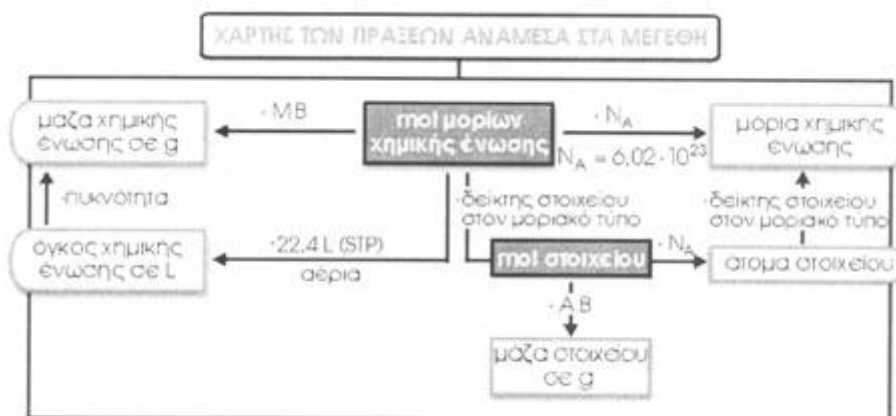 ΧΑΡΤΗΣ ΤΩΝ ΠΡΑΞΕΩΝ ΑΝΑΜΕΣΑ ΣΤΑ ΜΕΓΕΘΗ
μάζα χημικής
ένωσης σε g
· ΜΒ
mol μορίων
χημικής ένωσης
· N_A
N_A = 6,02 · 10²³
μόρια χημικής
ένωσης
·πυκνότητα
·δείκτης στοιχείου
στον μοριακό τύπο
·δείκτης στοιχείου
στον μοριακό τύπο
όγκος χημικής
ένωσης σε L
·22,4 L (STP)
αέρια
mol στοιχείου
· N_A
άτομα στοιχείου
· ΑΒ
μάζα στοιχείου
σε g